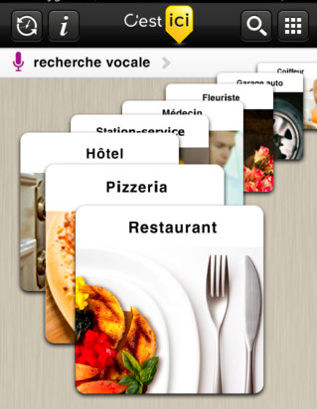 C'est ici
recherche vocale
Coiffeur
Garage auto
Fleuriste
Médecin
Station-service
Hôtel
Pizzeria
Restaurant